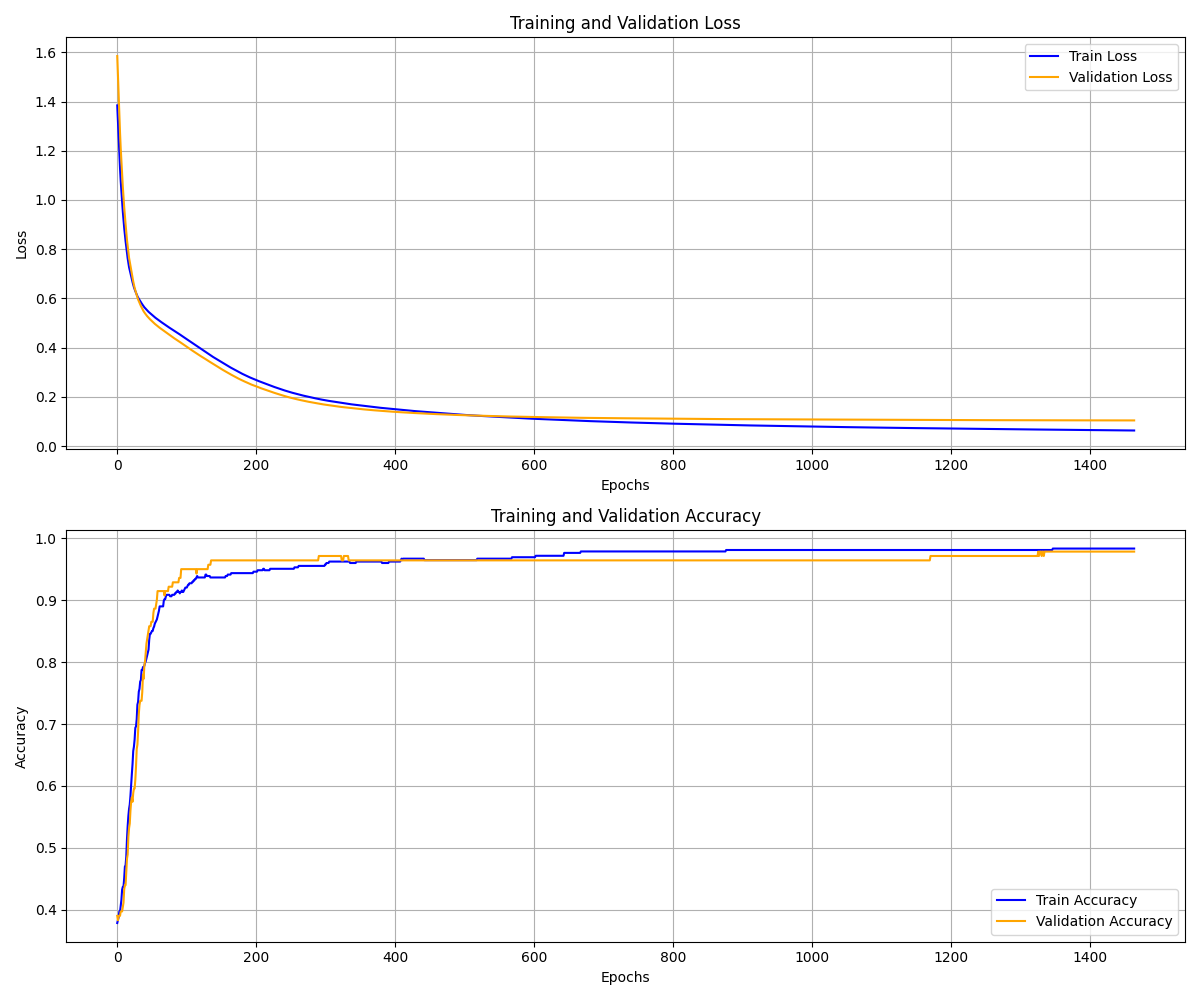 Training and Validation Loss
Train Loss
Validation Loss
1.6
1.4
1.2
1.0
0.8
0.6
0.4
0.2
0.0
Loss
0 200 400 600 800 1000 1200 1400
Epochs
Training and Validation Accuracy
1.0
0.9
0.8
0.7
0.6
0.5
0.4
Accuracy
Train Accuracy
Validation Accuracy
0 200 400 600 800 1000 1200 1400
Epochs